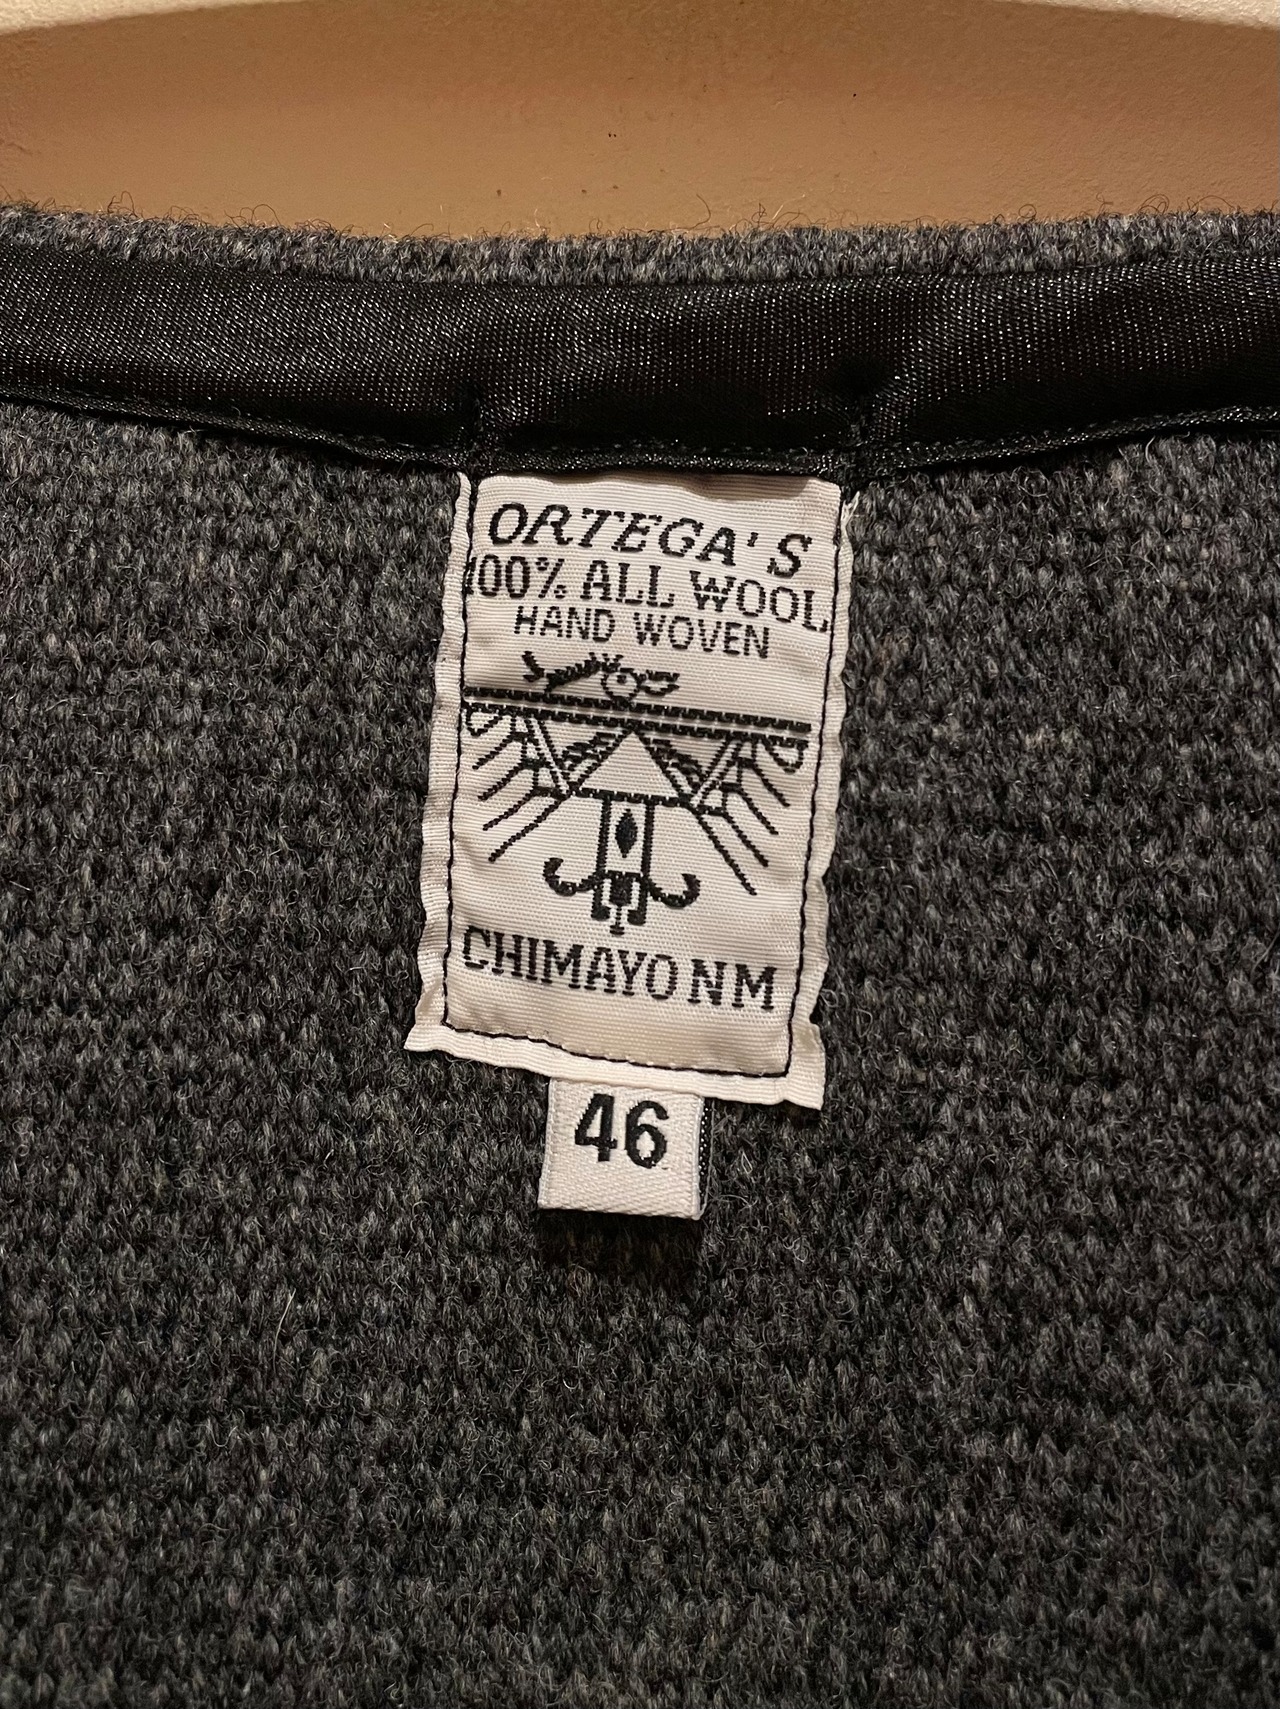 ORTEGA'S
100% ALL WOOL
HAND WOVEN
CHIMAYO NM
46